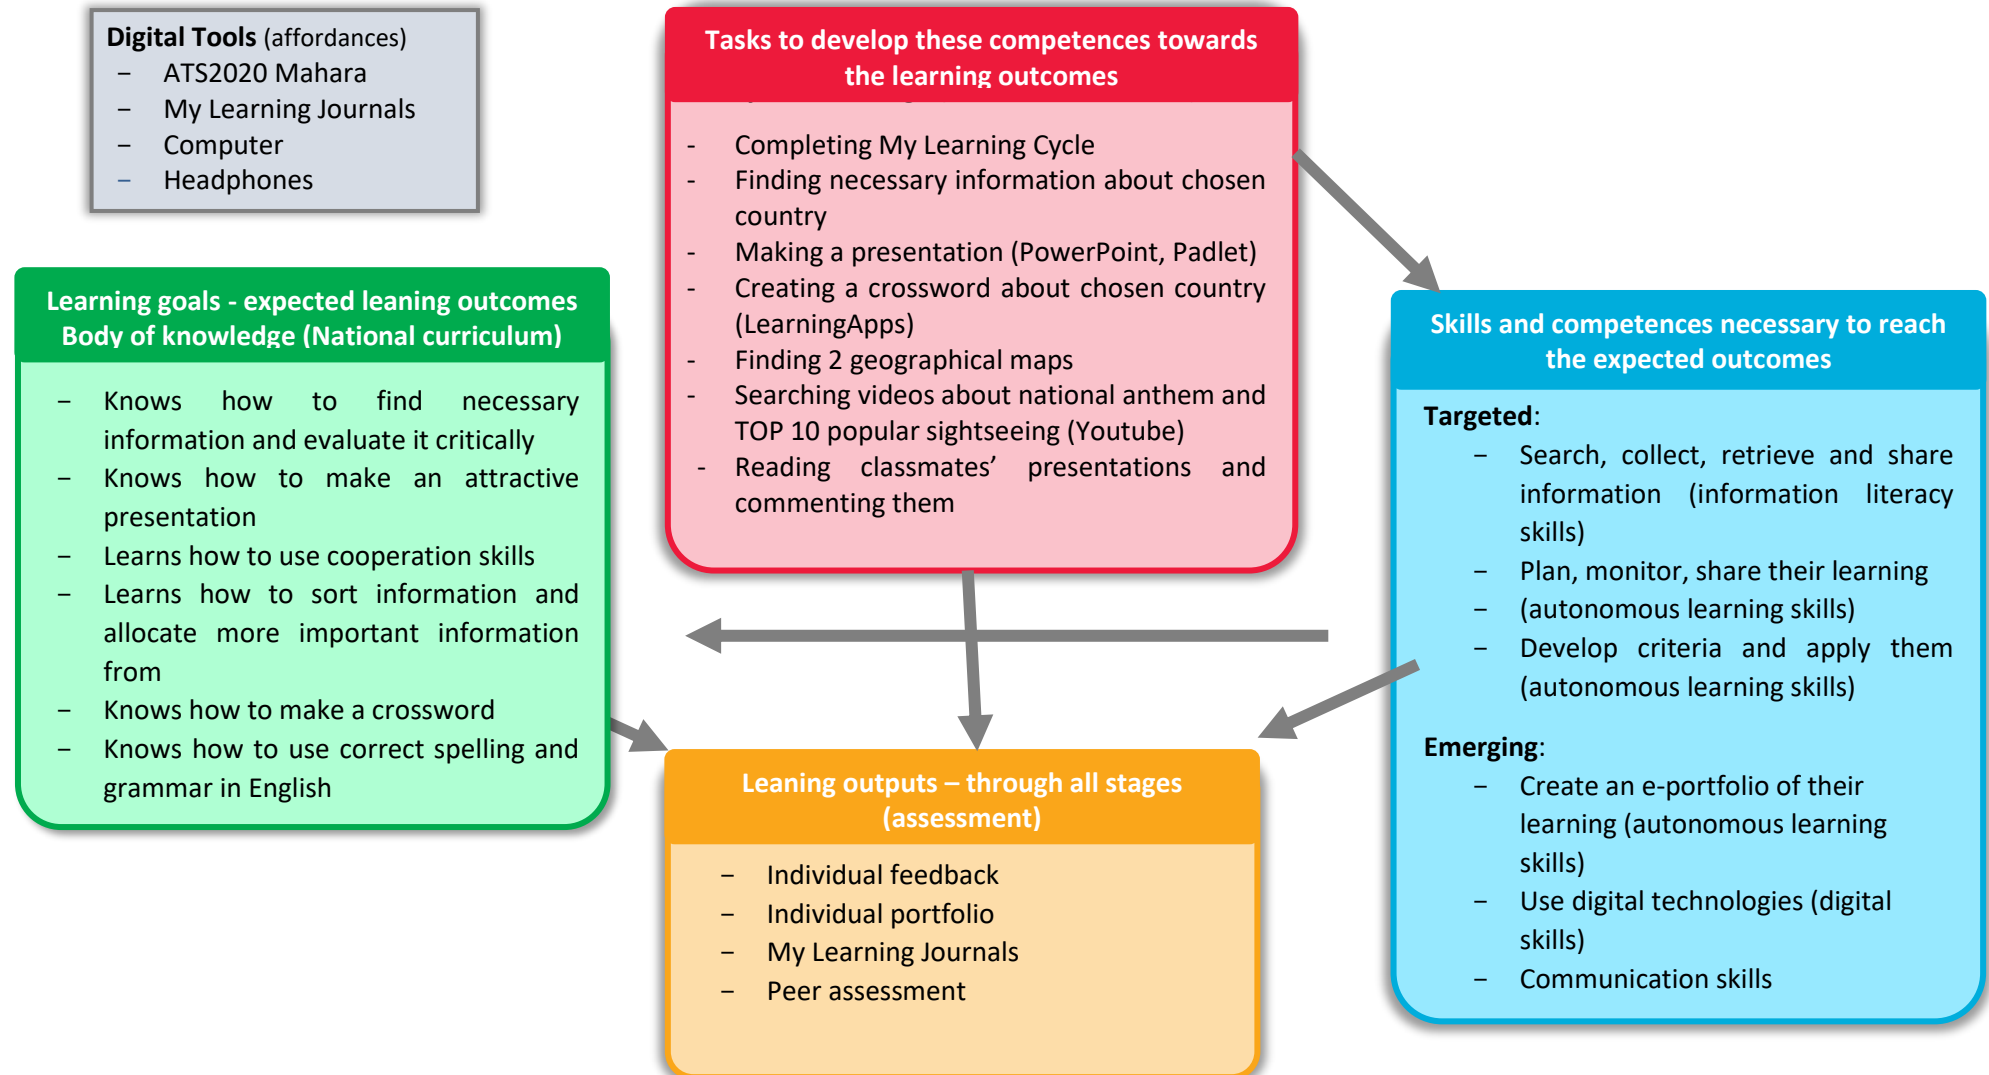 Digital Tools (affordances)
− ATS2020 Mahara
− My Learning Journals
− Computer
− Headphones
Tasks to develop these competences towards
the learning outcomes
- Completing My Learning Cycle
- Finding necessary information about chosen
country
- Making a presentation (PowerPoint, Padlet)
- Creating a crossword about chosen country
(LearningApps)
- Finding 2 geographical maps
- Searching videos about national anthem and
TOP 10 popular sightseeing (Youtube)
- Reading classmates’ presentations and
commenting them
Learning goals - expected leaning outcomes
Body of knowledge (National curriculum)
− Knows how to find necessary
information and evaluate it critically
− Knows how to make an attractive
presentation
− Learns how to use cooperation skills
− Learns how to sort information and
allocate more important information
from
− Knows how to make a crossword
− Knows how to use correct spelling and
grammar in English
Skills and competences necessary to reach
the expected outcomes
Targeted:
− Search, collect, retrieve and share
information (information literacy
skills)
− Plan, monitor, share their learning
− (autonomous learning skills)
− Develop criteria and apply them
(autonomous learning skills)
Emerging:
− Create an e-portfolio of their
learning (autonomous learning
skills)
− Use digital technologies (digital
skills)
− Communication skills
Leaning outputs – through all stages
(assessment)
− Individual feedback
− Individual portfolio
− My Learning Journals
− Peer assessment